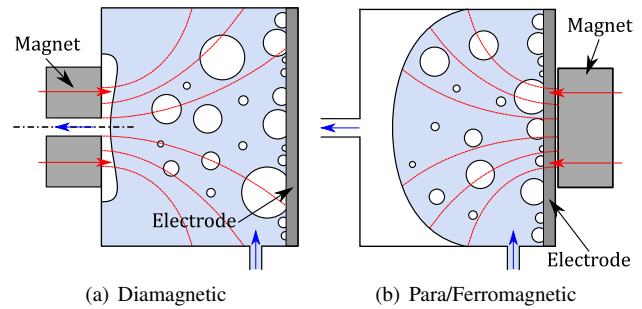 Magnet
Electrode
(a) Diamagnetic
Magnet
Electrode
(b) Para/Ferromagnetic